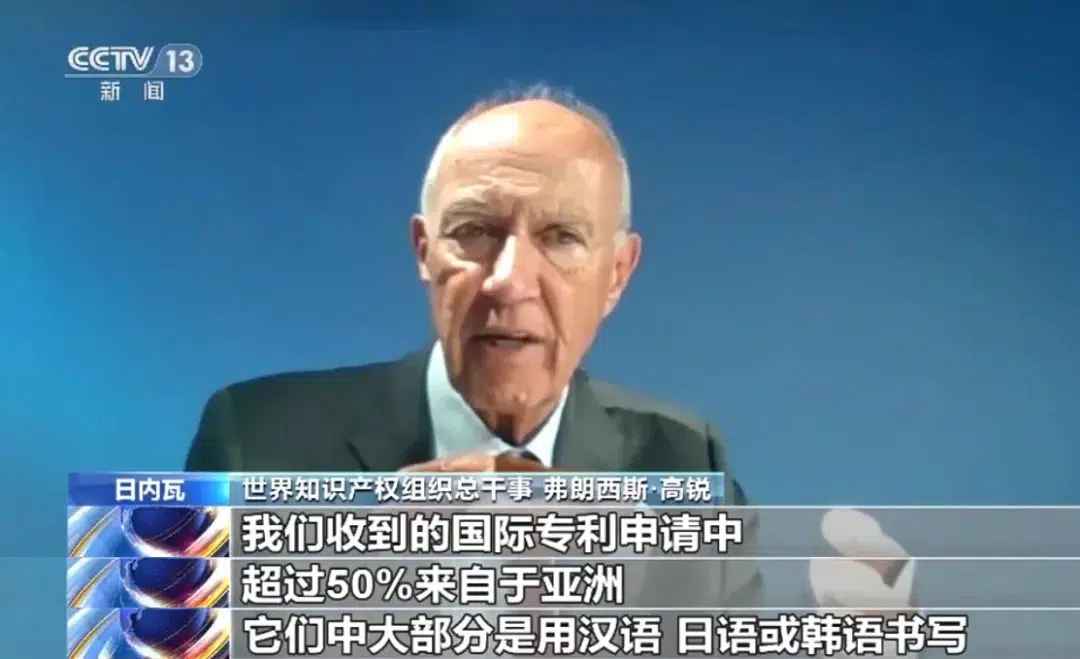 CCTV 13
新闻
日内瓦 世界知识产权组织总干事 弗朗西斯·高锐
我们收到的国际专利申请中
超过50%来自于亚洲
它们中大部分是用汉语 日语或韩语书写